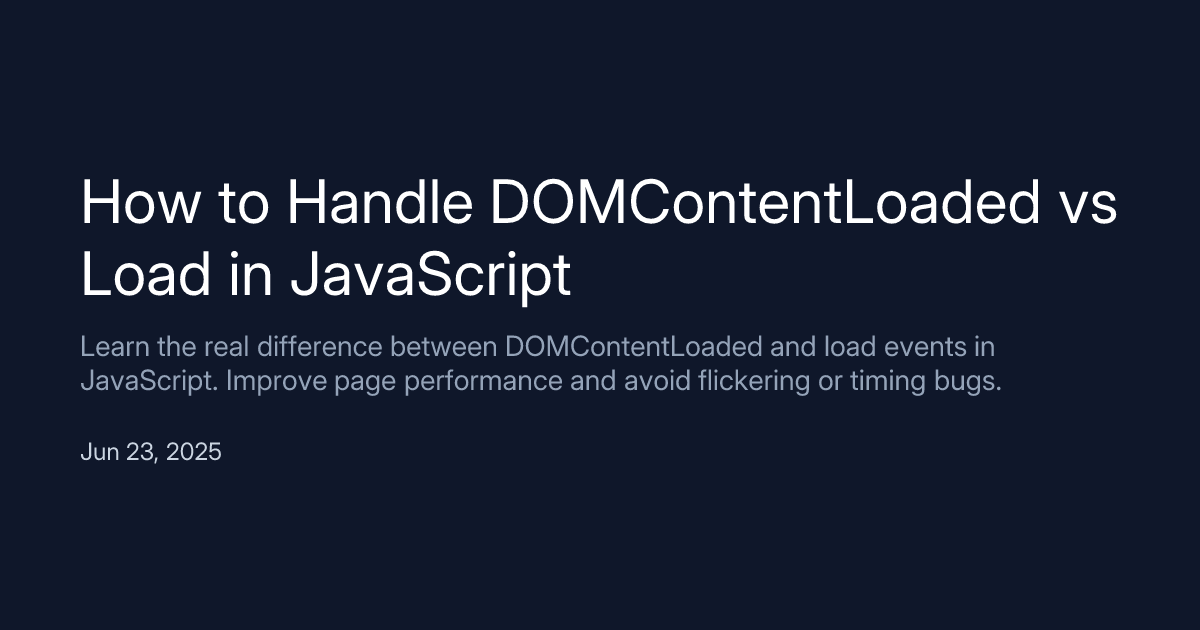 How to Handle DOMContentLoaded vs
Load in JavaScript
Learn the real difference between DOMContentLoaded and load events in
JavaScript. Improve page performance and avoid flickering or timing bugs.
Jun 23, 2025